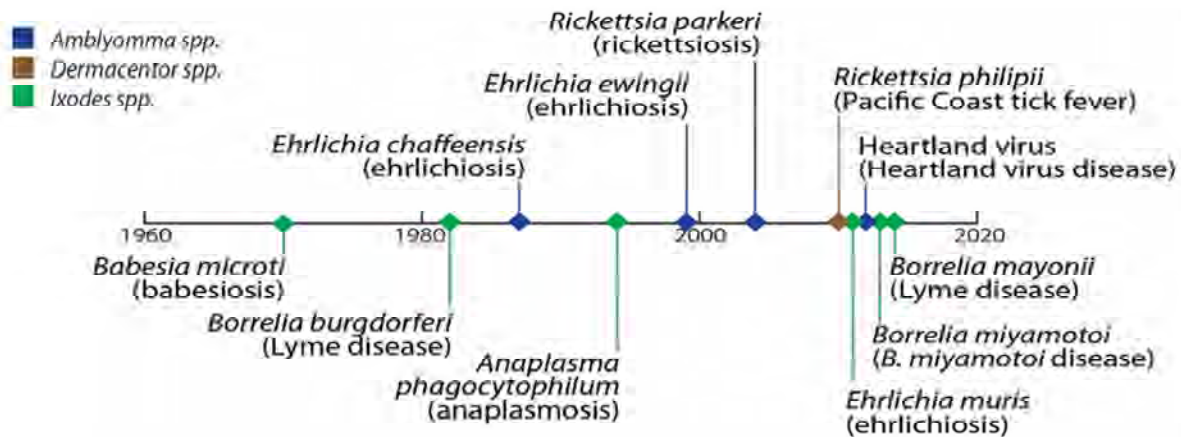 Amblyomma spp.
Dermacentor spp.
Ixodes spp.
Rickettsia parkeri
(rickettsiosis)
Ehrlichia ewingii
(ehrlichiosis)
Rickettsia philipii
(Pacific Coast tick fever)
Ehrlichia chaffeensis
(ehrlichiosis)
Heartland virus
(Heartland virus disease)
1960
1980
2000
2020
Babesia microti
(babesiosis)
Borrelia burgdorferi
(Lyme disease)
Anaplasma
phagocytophilum
(anaplasmosis)
Borrelia mayonii
(Lyme disease)
Borrelia miyamotoi
(B. miyamotoi disease)
Ehrlichia muris
(ehrlichiosis)